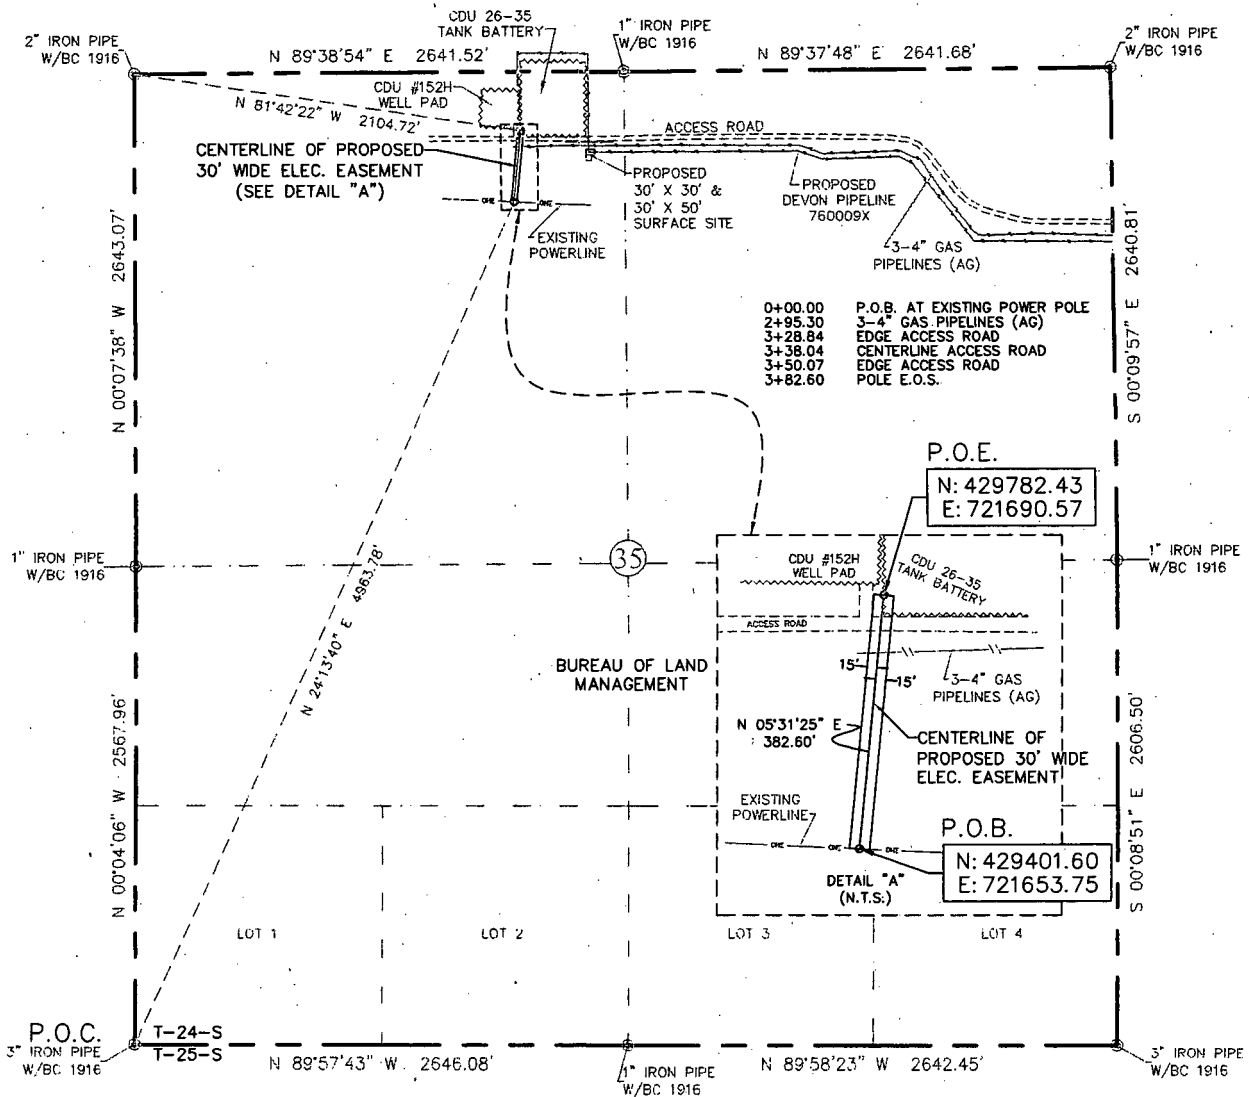 CDU 26-35
TANK BATTERY
1" IRON PIPE
W/BC 1916
2" IRON PIPE
W/BC 1916
2" IRON PIPE
W/BC 1916
N 89°38'54" E 2641.52'
N 89°37'48" E 2641.68'
CDU #152H
WELL PAD
N 81°42'22" W 2104.72'
ACCESS ROAD
CENTERLINE OF PROPOSED
30' WIDE ELEC. EASEMENT
(SEE DETAIL "A")
PROPOSED
30' X 30' &
30' X 50'
SURFACE SITE
PROPOSED
DEVON PIPELINE
760009X
OHE OHE
EXISTING
POWERLINE
3-4" GAS
PIPELINES (AG)
N 00°07'38" W 2643.07'
S 00°09'57" E 2640.81'
0+00.00 P.O.B. AT EXISTING POWER POLE
2+95.30 3-4" GAS PIPELINES (AG)
3+28.84 EDGE ACCESS ROAD
3+38.04 CENTERLINE ACCESS ROAD
3+50.07 EDGE ACCESS ROAD
3+82.60 POLE E.O.S.
P.O.E.
N: 429782.43
E: 721690.57
1" IRON PIPE
W/BC 1916
35
1" IRON PIPE
W/BC 1916
CDU #152H
WELL PAD
CDU 26-35
TANK BATTERY
ACCESS ROAD
N 24°13'40" E 4963.78'
BUREAU OF LAND
MANAGEMENT
15'
15'
3-4" GAS
PIPELINES (AG)
N 05°31'25" E
382.60'
CENTERLINE OF
PROPOSED 30' WIDE
ELEC. EASEMENT
EXISTING
POWERLINE
OHE OHE OHE
P.O.B.
N: 429401.60
E: 721653.75
DETAIL "A"
(N.T.S.)
N 00°04'06" W 2567.96'
S 00°08'51" E 2606.50'
LOT 1
LOT 2
LOT 3
LOT 4
P.O.C.
3" IRON PIPE
W/BC 1916
T-24-S
T-25-S
N 89°57'43" W 2646.08'
1" IRON PIPE
W/BC 1916
N 89°58'23" W 2642.45'
3" IRON PIPE
W/BC 1916